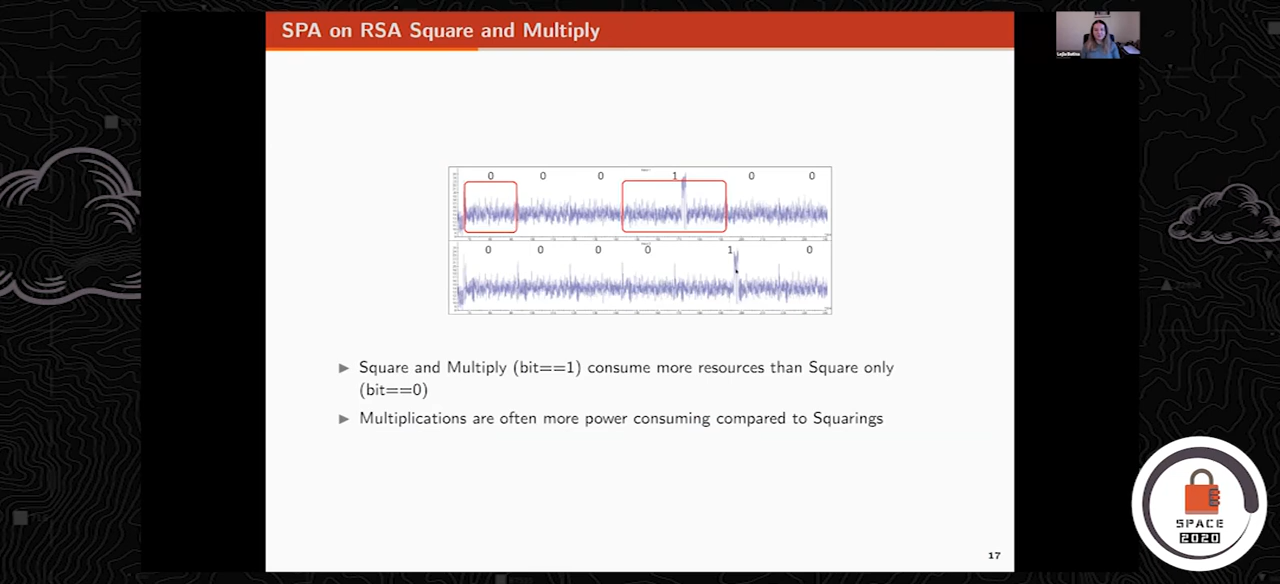 SPA on RSA Square and Multiply
0 0 0 1 0 0
0 0 0 0 1 0
▶ Square and Multiply (bit==1) consume more resources than Square only
(bit==0)
▶ Multiplications are often more power consuming compared to Squarings
17
SPACE
2020